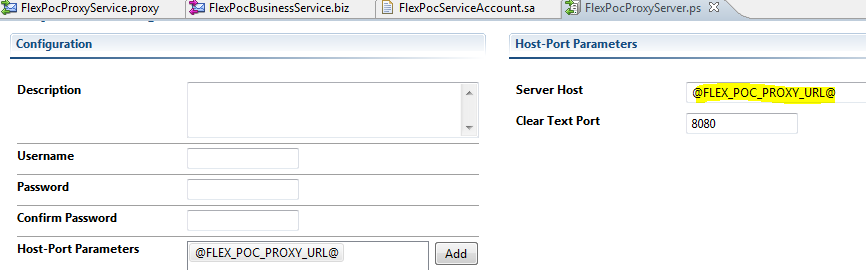 FlexPocProxyService.proxy FlexPocBusinessService.biz FlexPocServiceAccount.sa FlexPocProxyServer.ps
Configuration
Description
Username
Password
Confirm Password
Host-Port Parameters @FLEX_POC_PROXY_URL@ Add
Host-Port Parameters
Server Host @FLEX_POC_PROXY_URL@
Clear Text Port 8080